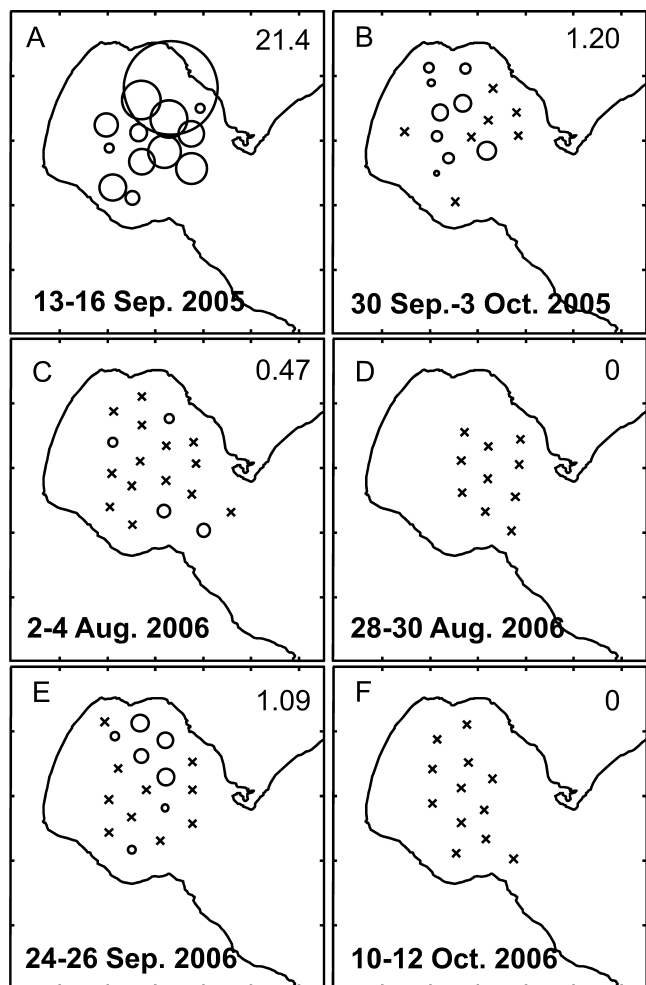 A 21.4
13-16 Sep. 2005
B 1.20
30 Sep.-3 Oct. 2005
C 0.47
2-4 Aug. 2006
D 0
28-30 Aug. 2006
E 1.09
24-26 Sep. 2006
F 0
10-12 Oct. 2006